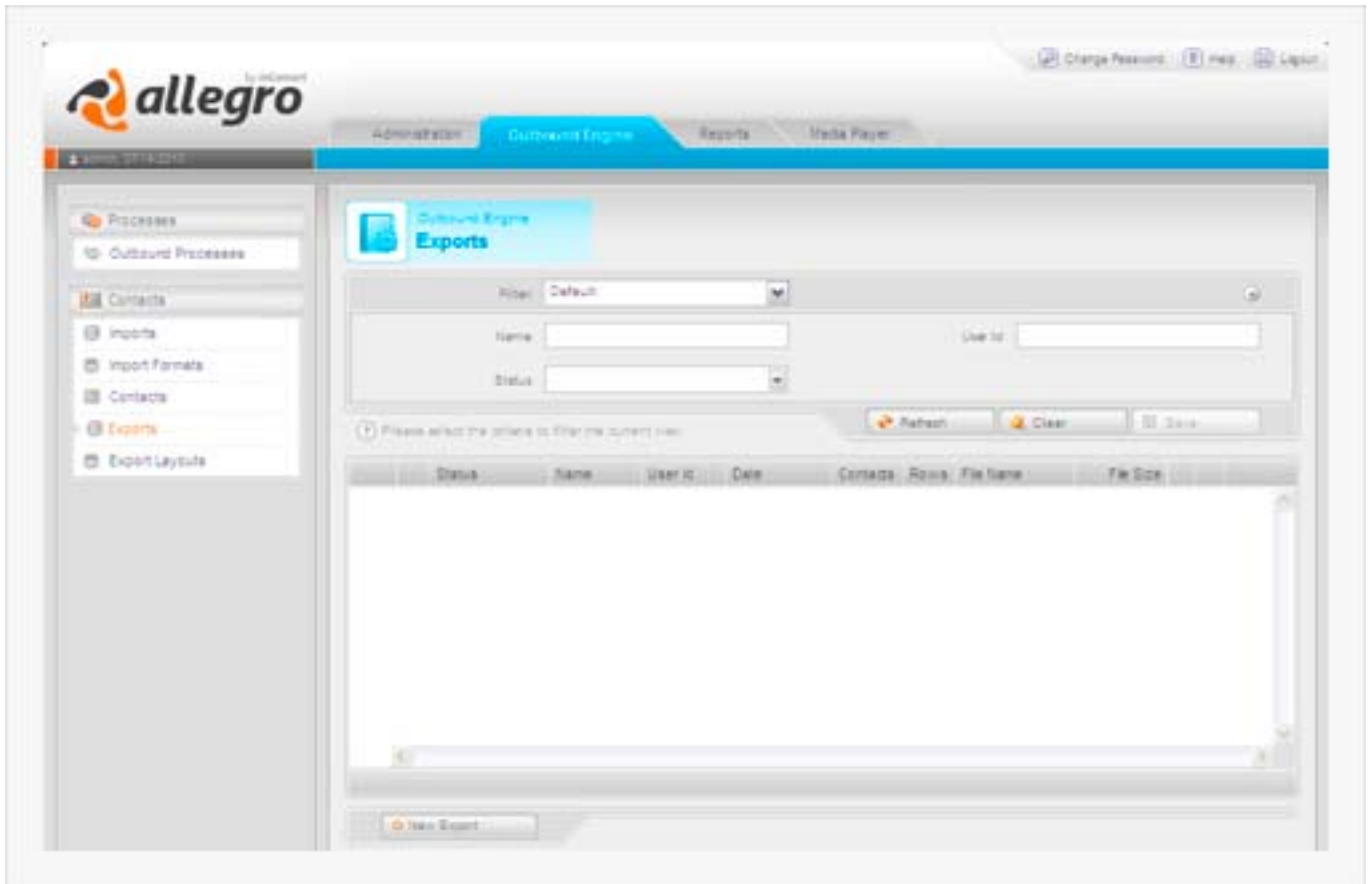 Change Password Help Logout
allegro
Administration Outbound Engine Reports Media Player
Processes
Outbound Processes
Contacts
Imports
Import Formats
Contacts
Exports
Export Layouts
Outbound Engine
Exports
Filter: Default
Name User Id
Status
Please select the criteria to filter the current view.
Refresh Clear Save
Status Name User Id Date Contacts Rows File Name File Size
New Export